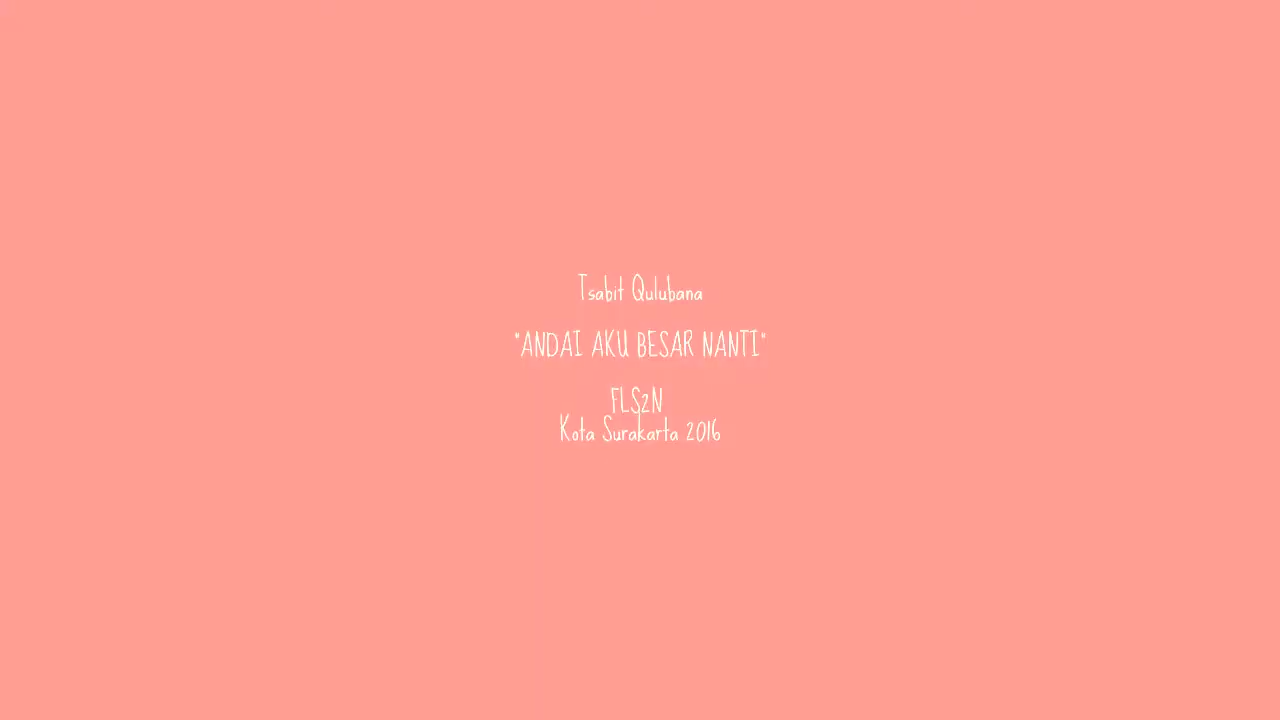 Tsabit Qulubana
"ANDAI AKU BESAR NANTI"
FLS2N
Kota Surakarta 2016